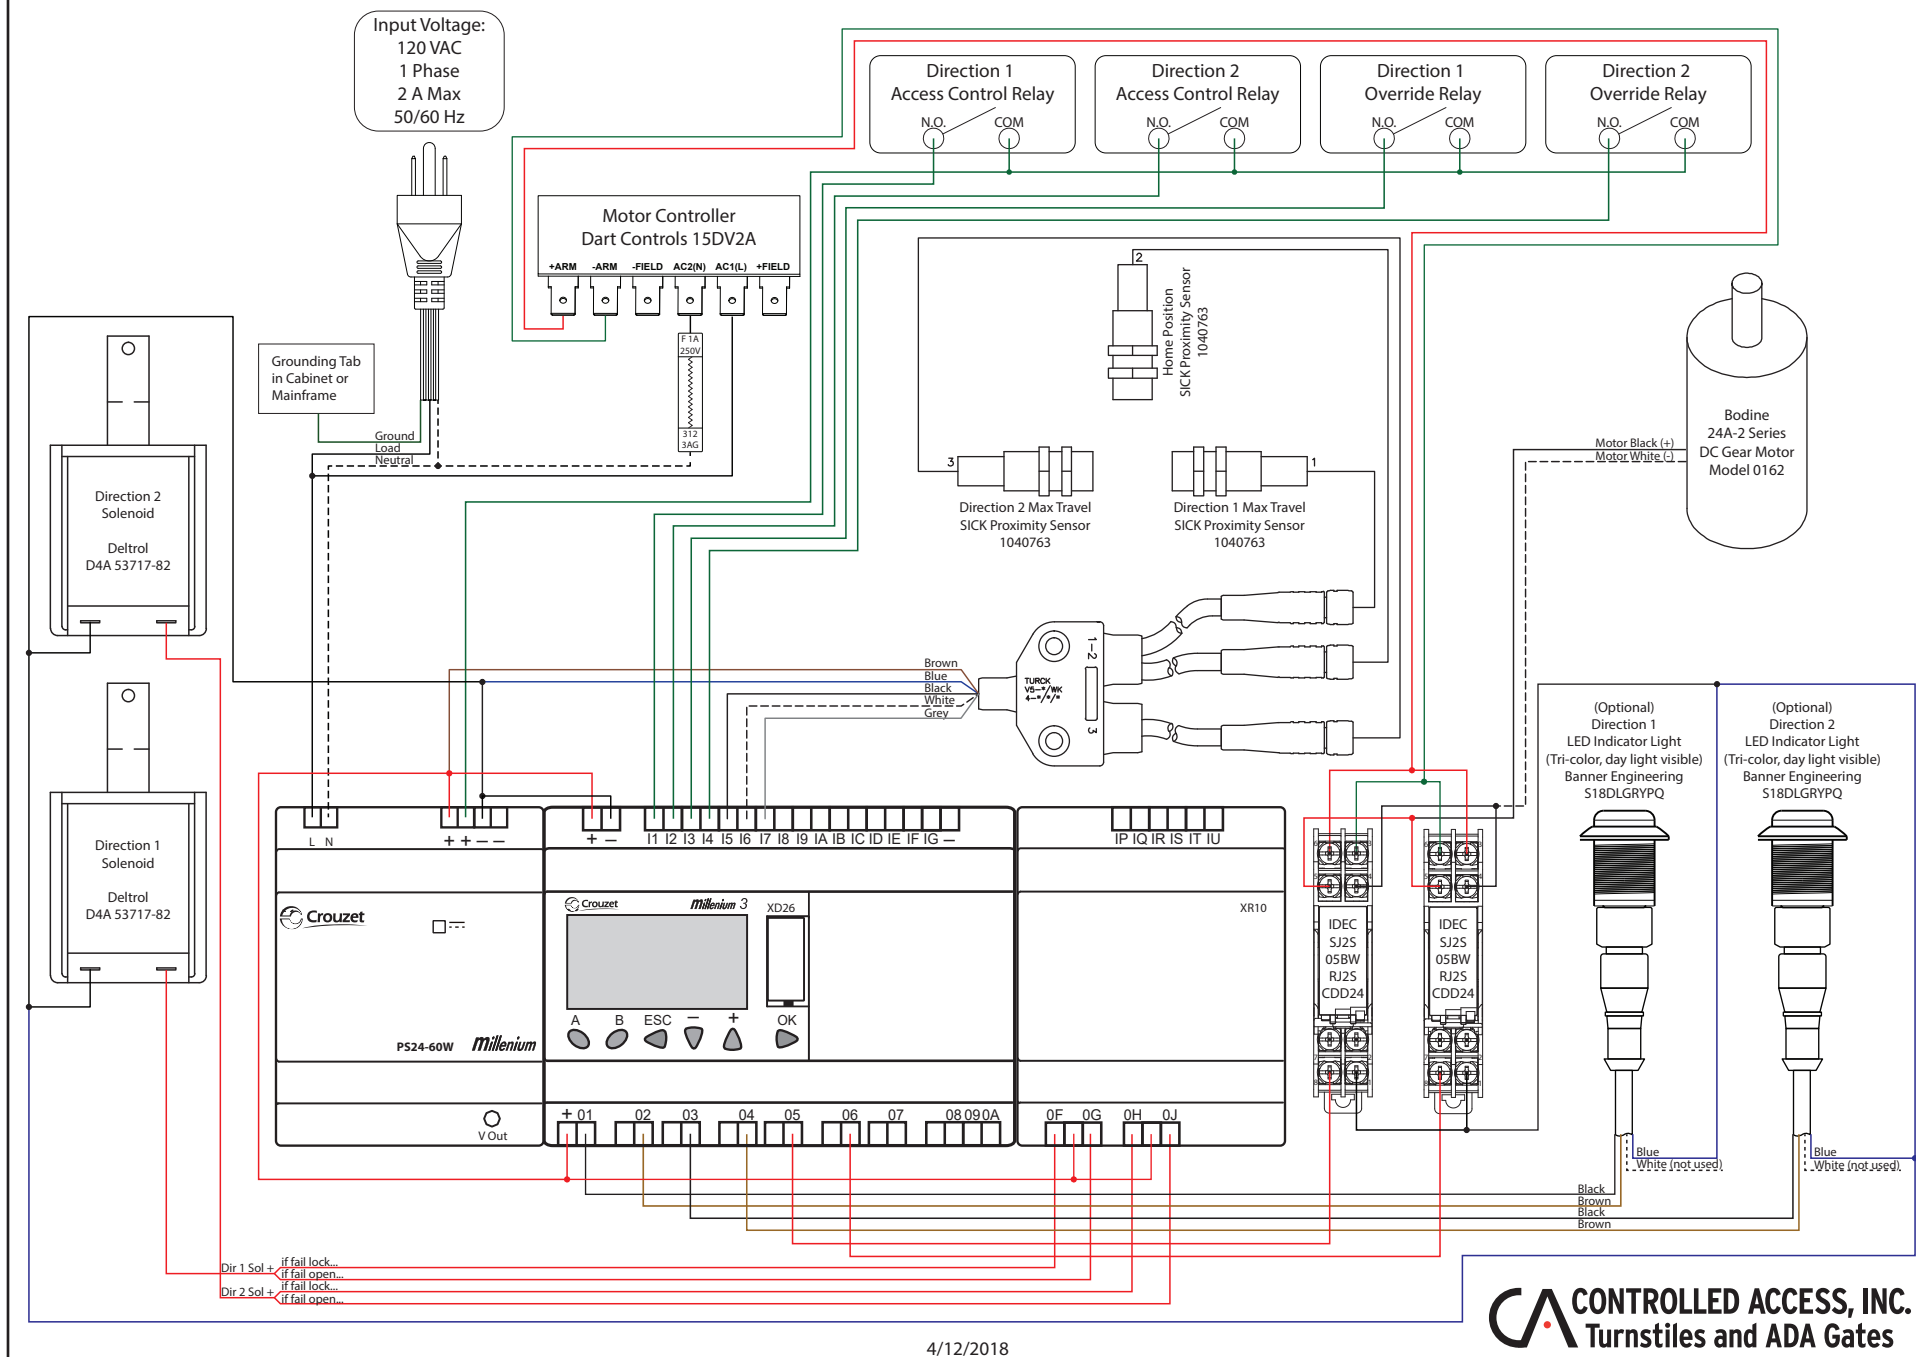 Input Voltage:
120 VAC
1 Phase
2 A Max
50/60 Hz
Direction 1
Access Control Relay
N.O.
COM
Direction 2
Access Control Relay
N.O.
COM
Direction 1
Override Relay
N.O.
COM
Direction 2
Override Relay
N.O.
COM
Motor Controller
Dart Controls 15DV2A
+ARM -ARM -FIELD AC2(N) AC1(L) +FIELD
F 1A
250V
312
3AG
Grounding Tab
in Cabinet or
Mainframe
Ground
Load
Neutral
2
Home Position
SICK Proximity Sensor
1040763
3
Direction 2 Max Travel
SICK Proximity Sensor
1040763
1
Direction 1 Max Travel
SICK Proximity Sensor
1040763
Bodine
24A-2 Series
DC Gear Motor
Model 0162
Motor Black (+)
Motor White (-)
Direction 2
Solenoid
Deltrol
D4A 53717-82
Direction 1
Solenoid
Deltrol
D4A 53717-82
Brown
Blue
Black
White
Grey
TURCK
V5-*/WK
4-*/*/*
1-2
3
(Optional)
Direction 1
LED Indicator Light
(Tri-color, day light visible)
Banner Engineering
S18DLGRYPQ
(Optional)
Direction 2
LED Indicator Light
(Tri-color, day light visible)
Banner Engineering
S18DLGRYPQ
L N
+ + - -
+ -
I1 I2 I3 I4 I5 I6 I7 I8 I9 IA IB IC ID IE IF IG -
IP IQ IR IS IT IU
Crouzet
PS24-60W Millenium
V Out
Crouzet
Millenium 3
XD26
A B ESC - + OK
XR10
IDEC
SJ2S
05BW
RJ2S
CDD24
IDEC
SJ2S
05BW
RJ2S
CDD24
+ 01 02 03 04 05 06 07 08 09 0A
0F 0G 0H 0J
Blue
White (not used)
Blue
White (not used)
Black
Brown
Black
Brown
Dir 1 Sol +
if fail lock...
if fail open...
Dir 2 Sol +
if fail lock...
if fail open...
CA CONTROLLED ACCESS, INC.
Turnstiles and ADA Gates
4/12/2018